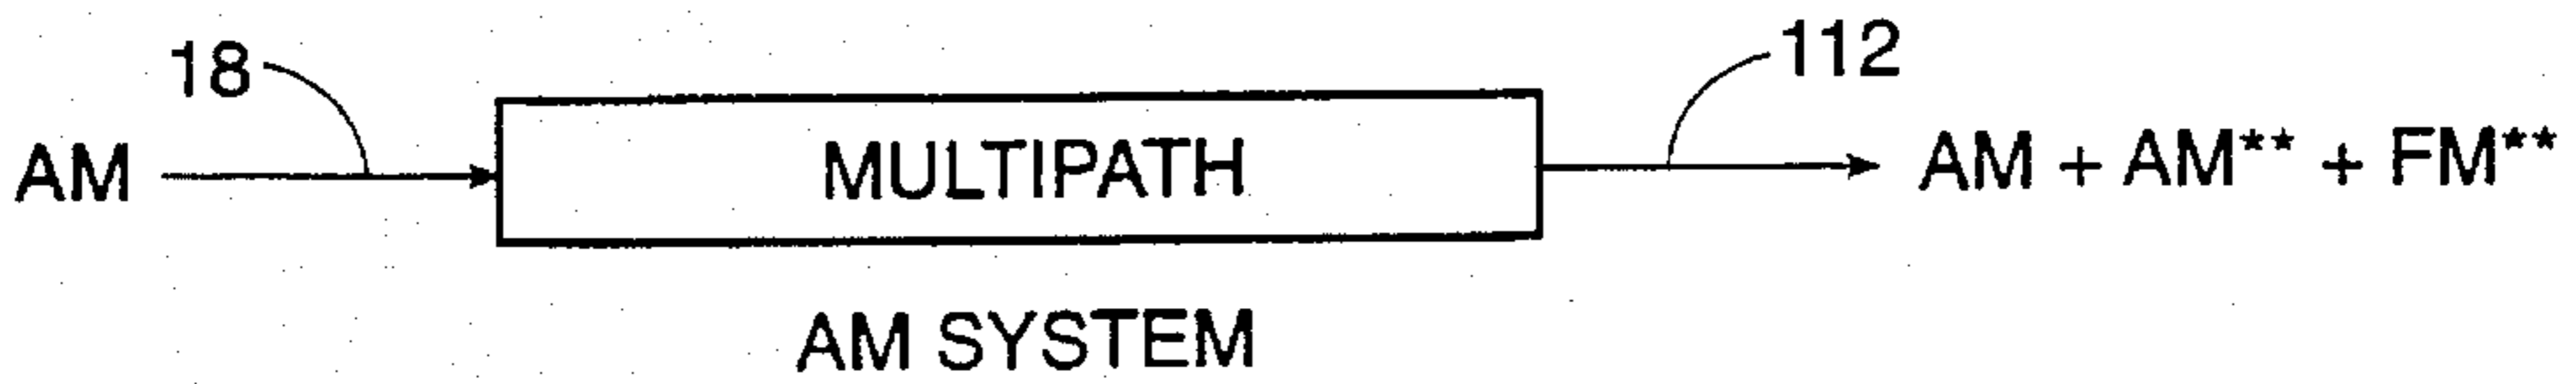 18
112
AM
MULTIPATH
AM + AM** + FM**
AM SYSTEM